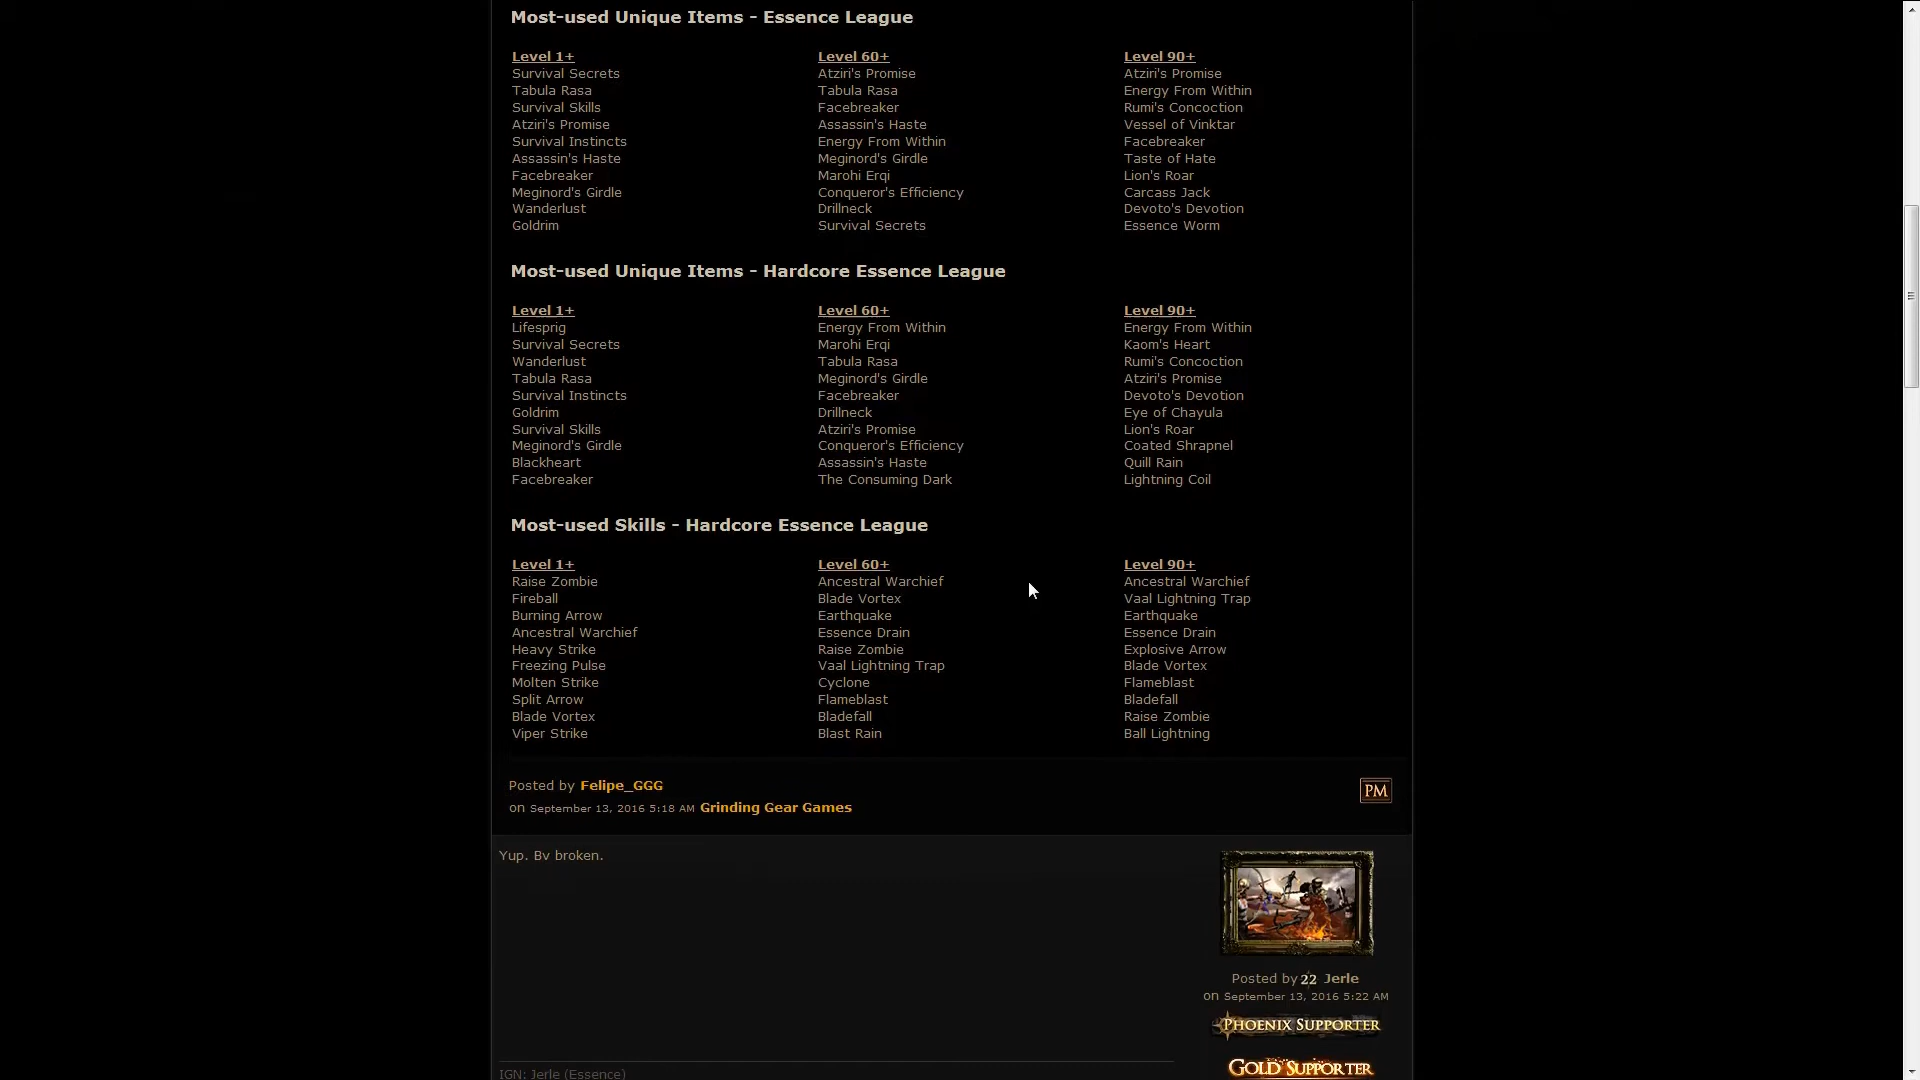 Most-used Unique Items - Essence League
Level 1+
Survival Secrets
Tabula Rasa
Survival Skills
Atziri's Promise
Survival Instincts
Assassin's Haste
Facebreaker
Meginord's Girdle
Wanderlust
Goldrim
Level 60+
Atziri's Promise
Tabula Rasa
Facebreaker
Assassin's Haste
Energy From Within
Meginord's Girdle
Marohi Erqi
Conqueror's Efficiency
Drillneck
Survival Secrets
Level 90+
Atziri's Promise
Energy From Within
Rumi's Concoction
Vessel of Vinktar
Facebreaker
Taste of Hate
Lion's Roar
Carcass Jack
Devoto's Devotion
Essence Worm
Most-used Unique Items - Hardcore Essence League
Level 1+
Lifesprig
Survival Secrets
Wanderlust
Tabula Rasa
Survival Instincts
Goldrim
Survival Skills
Meginord's Girdle
Blackheart
Facebreaker
Level 60+
Energy From Within
Marohi Erqi
Tabula Rasa
Meginord's Girdle
Facebreaker
Drillneck
Atziri's Promise
Conqueror's Efficiency
Assassin's Haste
The Consuming Dark
Level 90+
Energy From Within
Kaom's Heart
Rumi's Concoction
Atziri's Promise
Devoto's Devotion
Eye of Chayula
Lion's Roar
Coated Shrapnel
Quill Rain
Lightning Coil
Most-used Skills - Hardcore Essence League
Level 1+
Raise Zombie
Fireball
Burning Arrow
Ancestral Warchief
Heavy Strike
Freezing Pulse
Molten Strike
Split Arrow
Blade Vortex
Viper Strike
Level 60+
Ancestral Warchief
Blade Vortex
Earthquake
Essence Drain
Raise Zombie
Vaal Lightning Trap
Cyclone
Flameblast
Bladefall
Blast Rain
Level 90+
Ancestral Warchief
Vaal Lightning Trap
Earthquake
Essence Drain
Explosive Arrow
Blade Vortex
Flameblast
Bladefall
Raise Zombie
Ball Lightning
Posted by Felipe_GGG
on September 13, 2016 5:18 AM Grinding Gear Games
PM
Yup. Bv broken.
Posted by 22 Jerle
on September 13, 2016 5:22 AM
PHOENIX SUPPORTER
GOLD SUPPORTER
IGN: Jerle (Essence)